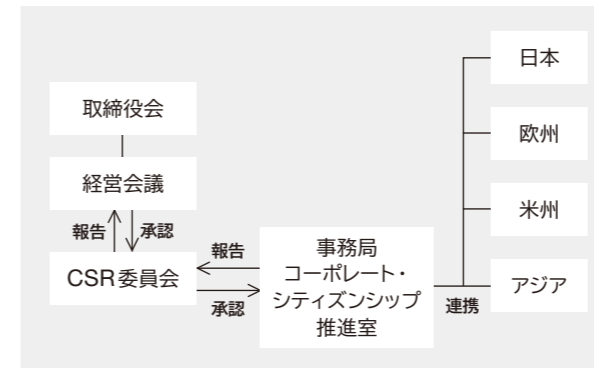 取締役会
経営会議
報告
承認
CSR委員会
報告
承認
事務局
コーポレート・
シティズンシップ
推進室
連携
日本
欧州
米州
アジア